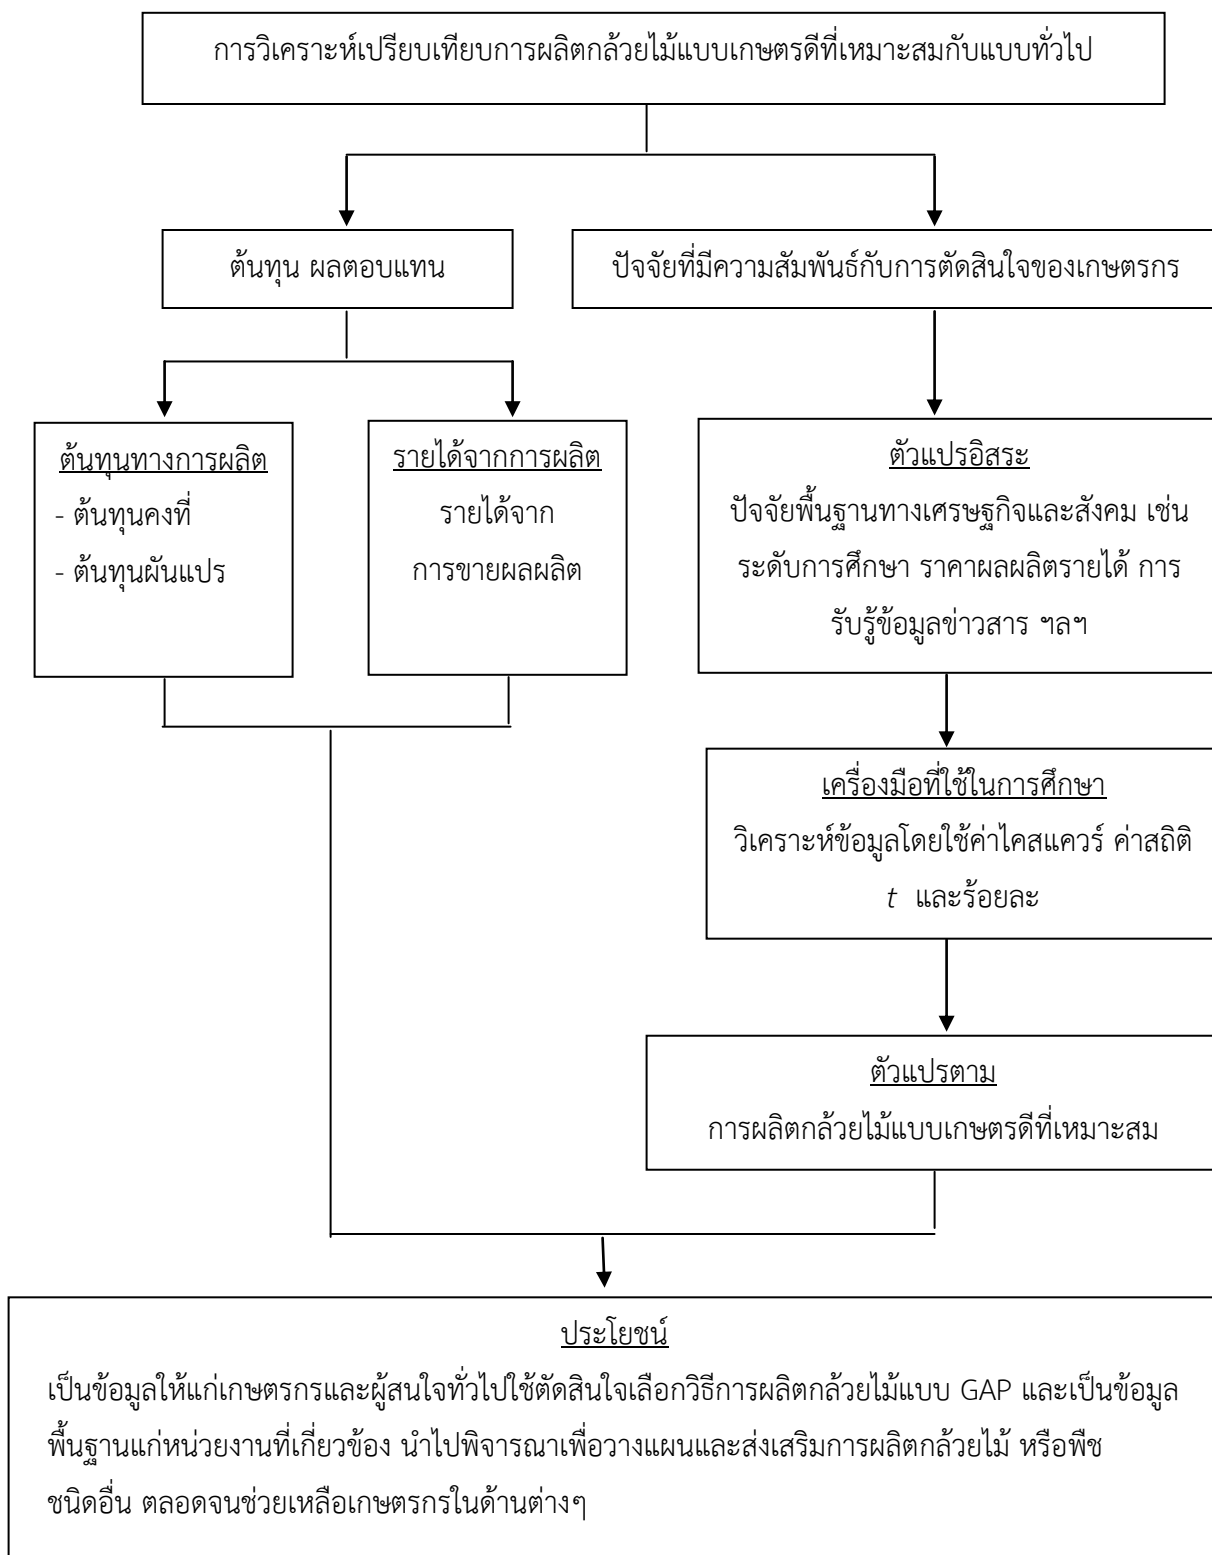 การวิเคราะห์เปรียบเทียบการผลิตกล้วยไม้แบบเกษตรดีที่เหมาะสมกับแบบทั่วไป
ต้นทุน ผลตอบแทน
ปัจจัยที่มีความสัมพันธ์กับการตัดสินใจของเกษตรกร
ต้นทุนทางการผลิต
- ต้นทุนคงที่
- ต้นทุนผันแปร
รายได้จากการผลิต
รายได้จาก
การขายผลผลิต
ตัวแปรอิสระ
ปัจจัยพื้นฐานทางเศรษฐกิจและสังคม เช่น
ระดับการศึกษา ราคาผลผลิตรายได้ การ
รับรู้ข้อมูลข่าวสาร ฯลฯ
เครื่องมือที่ใช้ในการศึกษา
วิเคราะห์ข้อมูลโดยใช้ค่าไคสแควร์ ค่าสถิติ
t และร้อยละ
ตัวแปรตาม
การผลิตกล้วยไม้แบบเกษตรดีที่เหมาะสม
ประโยชน์
เป็นข้อมูลให้แก่เกษตรกรและผู้สนใจทั่วไปใช้ตัดสินใจเลือกวิธีการผลิตกล้วยไม้แบบ GAP และเป็นข้อมูล
พื้นฐานแก่หน่วยงานที่เกี่ยวข้อง นำไปพิจารณาเพื่อวางแผนและส่งเสริมการผลิตกล้วยไม้ หรือพืช
ชนิดอื่น ตลอดจนช่วยเหลือเกษตรกรในด้านต่างๆ